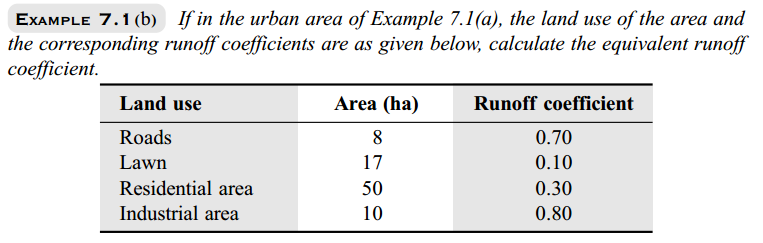 EXAMPLE 7.1 (b) If in the urban area of Example 7.1(a), the land use of the area and
the corresponding runoff coefficients are as given below, calculate the equivalent runoff
coefficient.
Land use Area (ha) Runoff coefficient
Roads 8 0.70
Lawn 17 0.10
Residential area 50 0.30
Industrial area 10 0.80